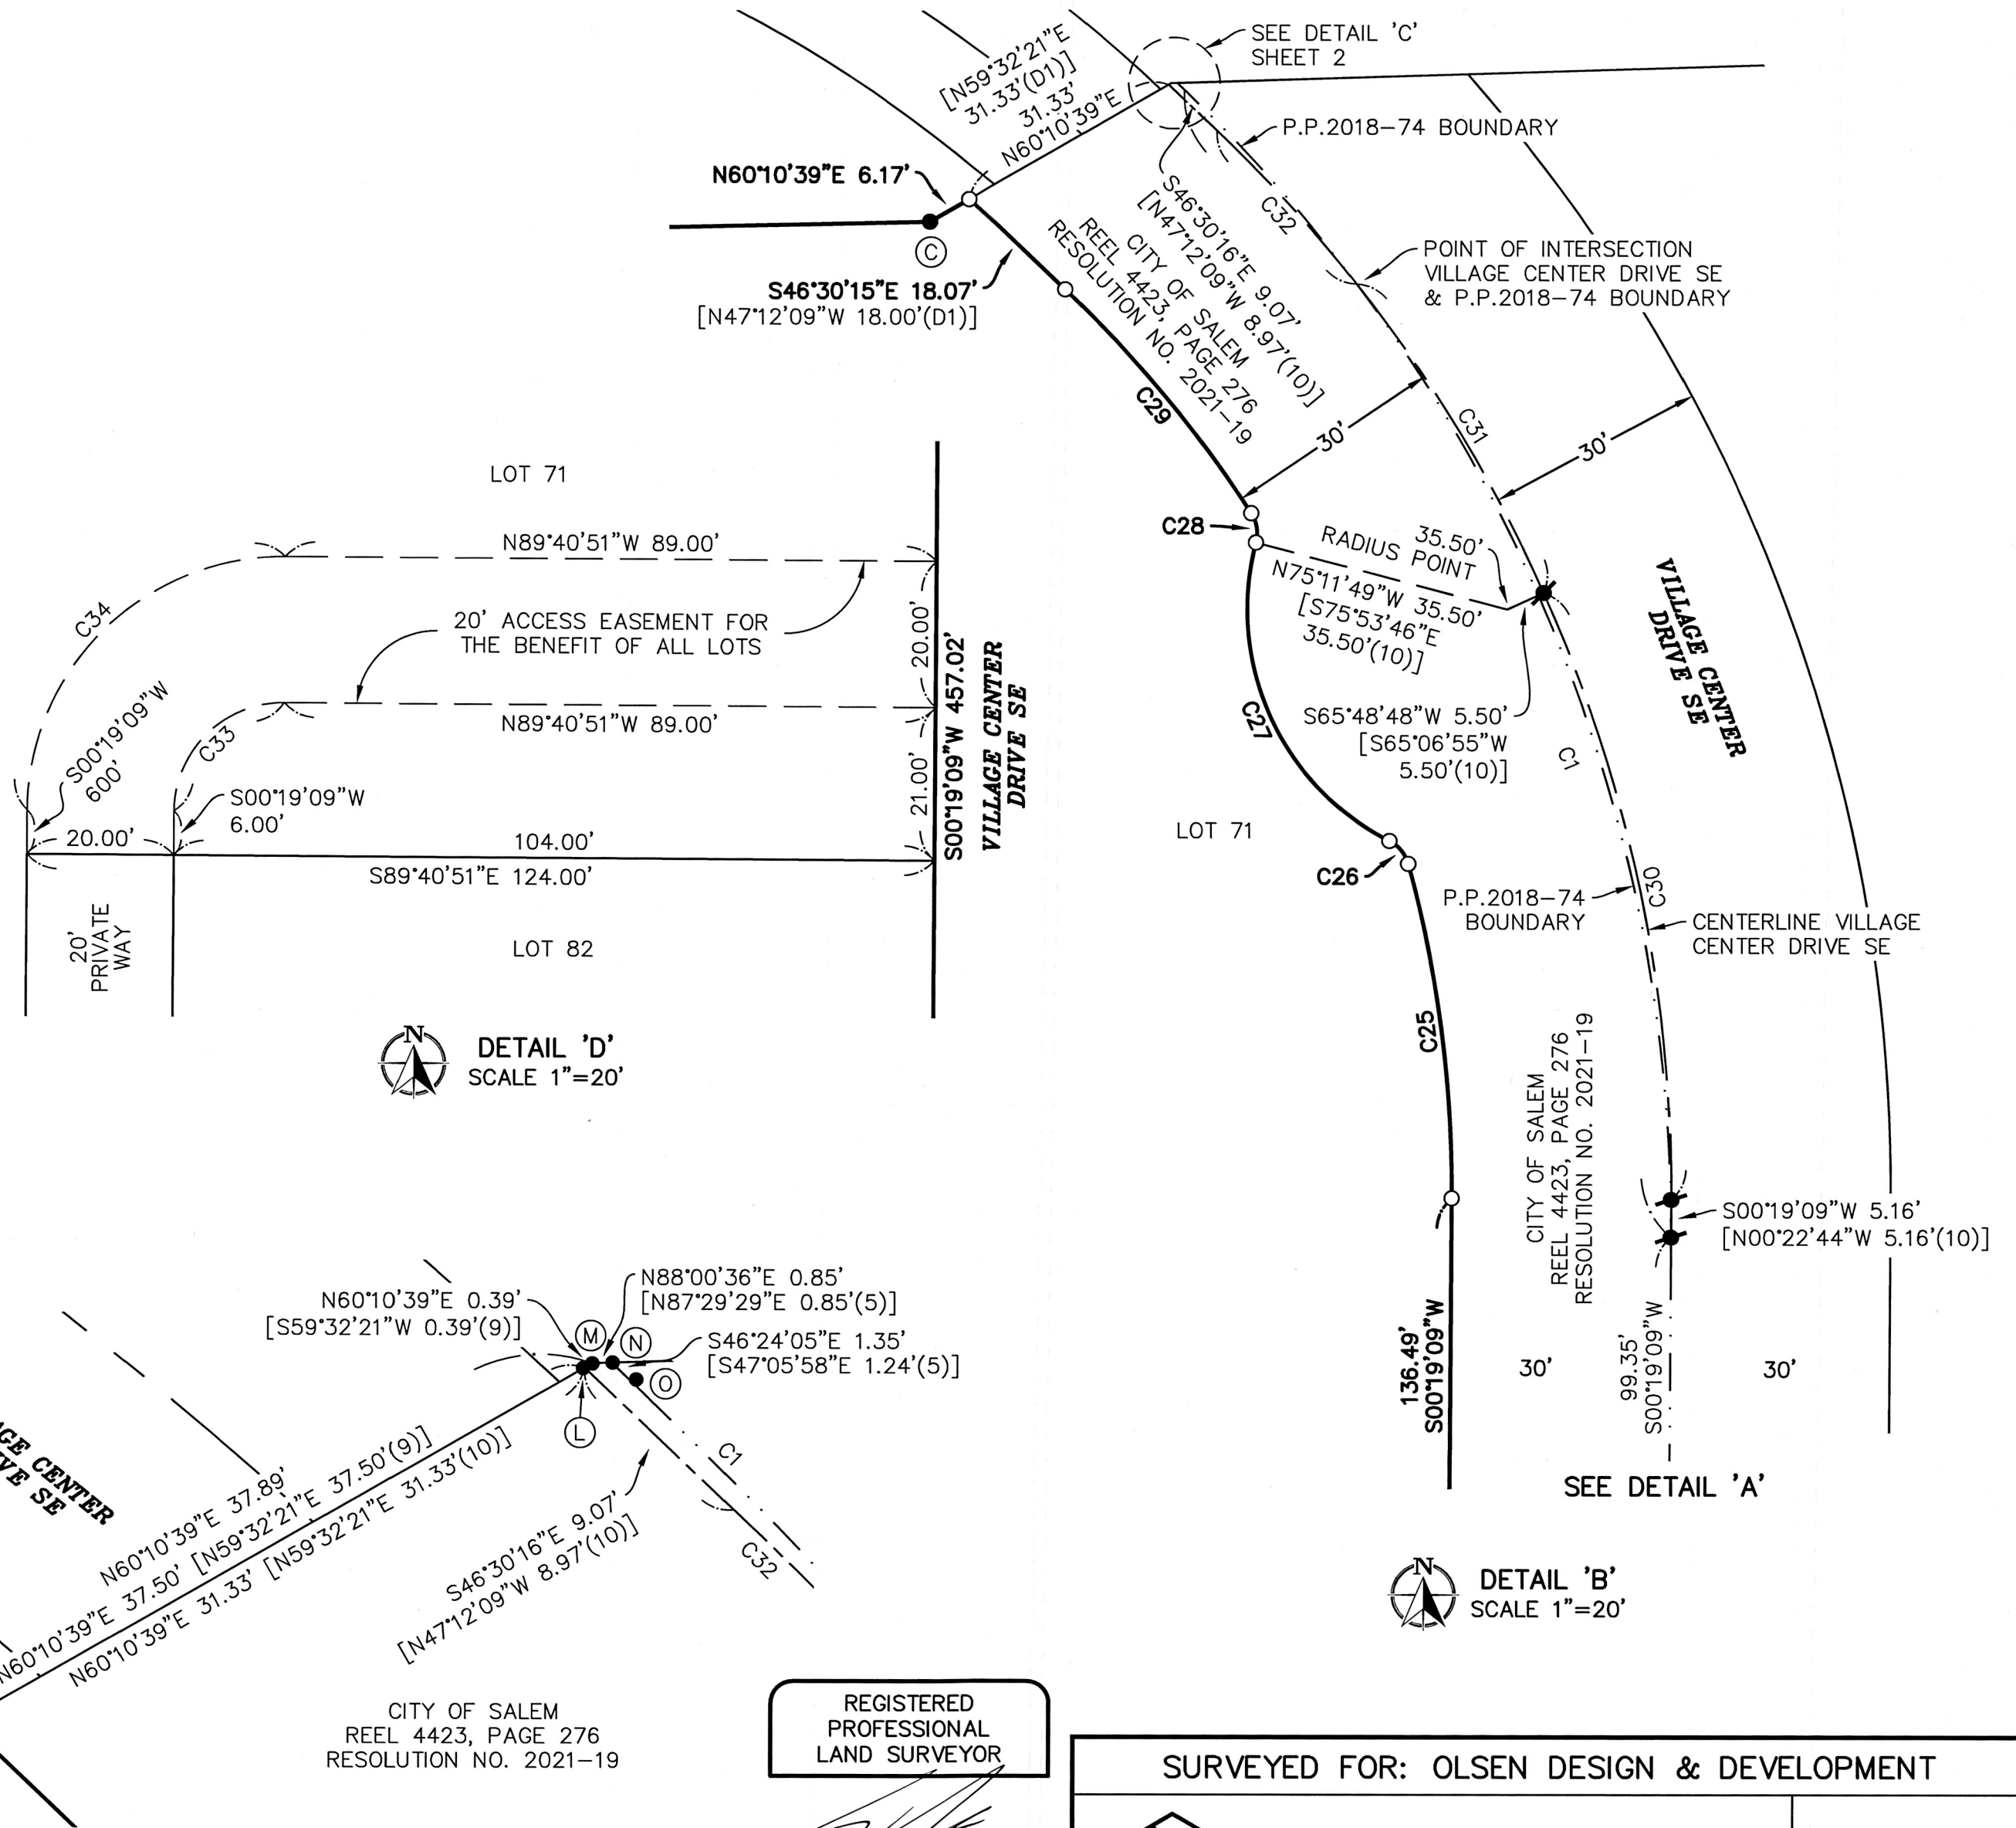 SEE DETAIL 'C'
SHEET 2
[N59°32'21"E
31.33'(D1)]
31.33'
N60°10'39"E
P.P.2018-74 BOUNDARY
N60°10'39"E 6.17'
C
S46°30'15"E 18.07'
[N47°12'09"W 18.00'(D1)]
S46°30'16"E 9.07'
[N47°12'09"W 8.97'(10)]
CITY OF SALEM
REEL 4423, PAGE 276
RESOLUTION NO. 2021-19
C32
POINT OF INTERSECTION
VILLAGE CENTER DRIVE SE
& P.P.2018-74 BOUNDARY
C29
30'
C31
30'
C28
RADIUS POINT
35.50'
N75°11'49"W 35.50'
[S75°53'46"E
35.50'(10)]
VILLAGE CENTER
DRIVE SE
C27
S65°48'48"W 5.50'
[S65°06'55"W
5.50'(10)]
C1
LOT 71
C26
C30
P.P.2018-74
BOUNDARY
CENTERLINE VILLAGE
CENTER DRIVE SE
C25
CITY OF SALEM
REEL 4423, PAGE 276
RESOLUTION NO. 2021-19
S00°19'09"W 5.16'
[N00°22'44"W 5.16'(10)]
136.49'
S00°19'09"W
30'
99.35'
S00°19'09"W
30'
SEE DETAIL 'A'
N
DETAIL 'B'
SCALE 1"=20'
LOT 71
N89°40'51"W 89.00'
C34
20' ACCESS EASEMENT FOR
THE BENEFIT OF ALL LOTS
20.00'
S00°19'09"W 457.02'
VILLAGE CENTER
DRIVE SE
N89°40'51"W 89.00'
C33
S00°19'09"W
600'
S00°19'09"W
6.00'
21.00'
20.00'
104.00'
S89°40'51"E 124.00'
20'
PRIVATE
WAY
LOT 82
N
DETAIL 'D'
SCALE 1"=20'
N60°10'39"E 0.39'
[S59°32'21"W 0.39'(9)]
N88°00'36"E 0.85'
[N87°29'29"E 0.85'(5)]
M
N
S46°24'05"E 1.35'
[S47°05'58"E 1.24'(5)]
O
L
C1
C32
N60°10'39"E 37.89'
N60°10'39"E 37.50' [N59°32'21"E 37.50'(9)]
N60°10'39"E 31.33' [N59°32'21"E 31.33'(10)]
S46°30'16"E 9.07'
[N47°12'09"W 8.97'(10)]
CENTER
SE
CITY OF SALEM
REEL 4423, PAGE 276
RESOLUTION NO. 2021-19
REGISTERED
PROFESSIONAL
LAND SURVEYOR
SURVEYED FOR: OLSEN DESIGN & DEVELOPMENT